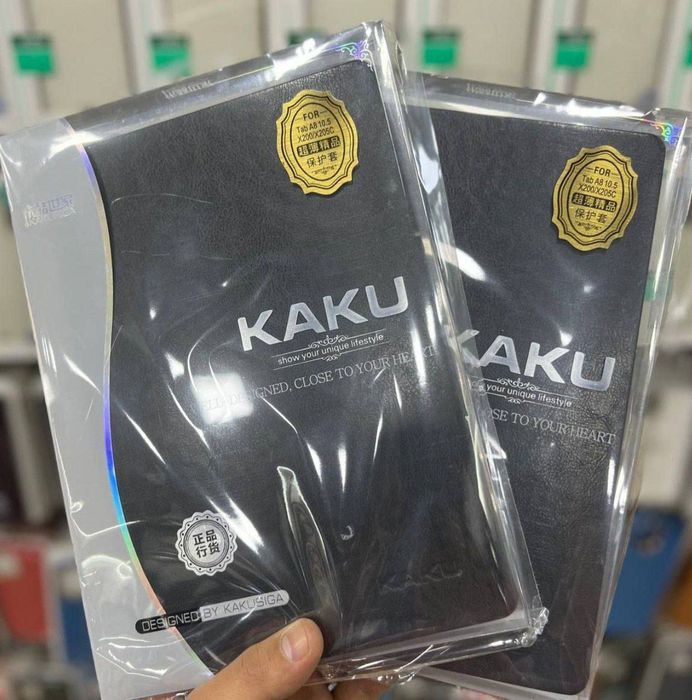 FOR
Tab A8 10.5
X200/X205C
超薄精品
保护套
KAKU
show your unique lifestyle
DESIGNED, CLOSE TO YOUR HEART
正品
行货
KAKU
DESIGNED BY KAKUSIGA
FOR
Tab A8 10.5
X200/X205C
超薄精品
保护套
KAKU
your unique lifestyle
CLOSE TO YOUR HEART